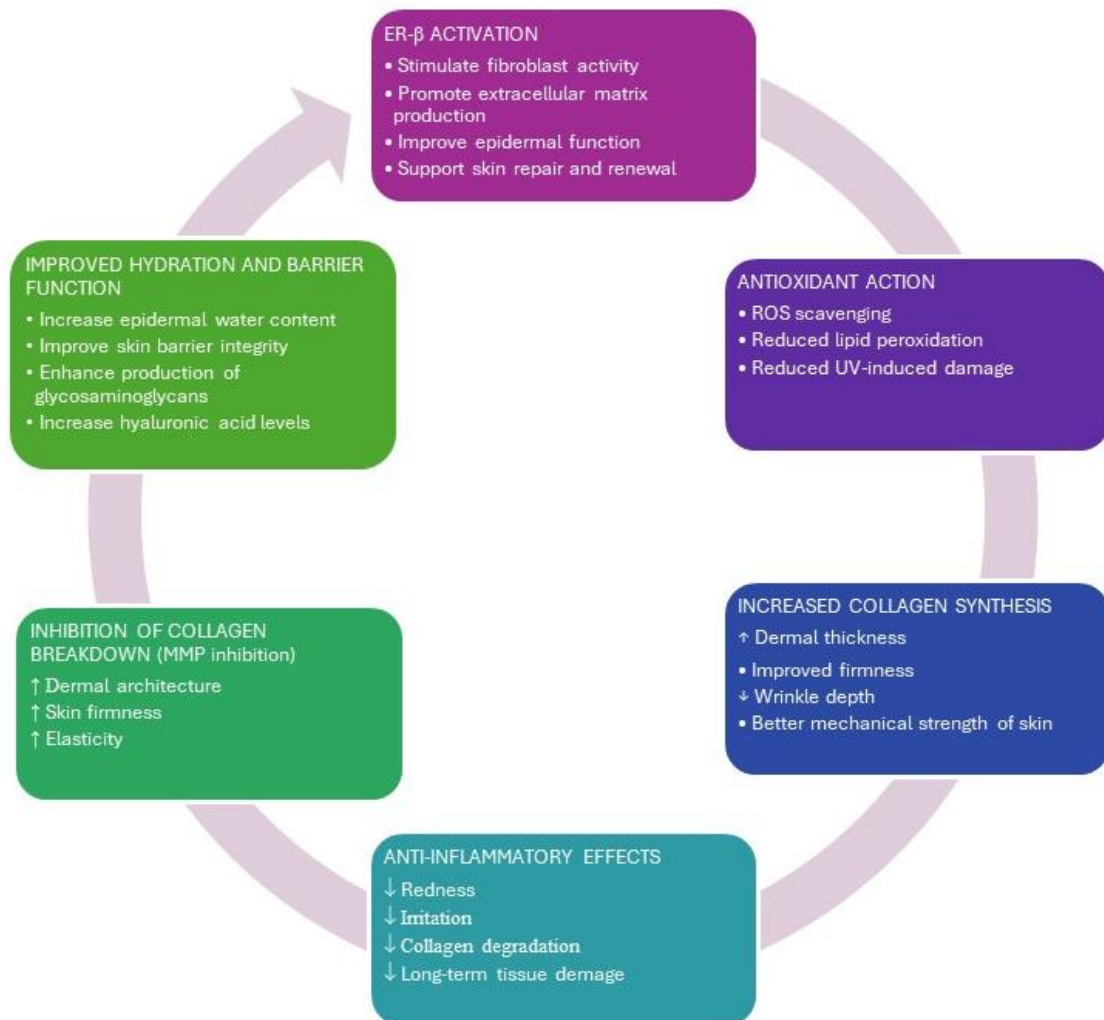 ER-β ACTIVATION
• Stimulate fibroblast activity
• Promote extracellular matrix
production
• Improve epidermal function
• Support skin repair and renewal
ANTIOXIDANT ACTION
• ROS scavenging
• Reduced lipid peroxidation
• Reduced UV-induced damage
INCREASED COLLAGEN SYNTHESIS
↑ Dermal thickness
• Improved firmness
↓ Wrinkle depth
• Better mechanical strength of skin
ANTI-INFLAMMATORY EFFECTS
↓ Redness
↓ Irritation
↓ Collagen degradation
↓ Long-term tissue demage
INHIBITION OF COLLAGEN
BREAKDOWN (MMP inhibition)
↑ Dermal architecture
↑ Skin firmness
↑ Elasticity
IMPROVED HYDRATION AND BARRIER
FUNCTION
• Increase epidermal water content
• Improve skin barrier integrity
• Enhance production of
glycosaminoglycans
• Increase hyaluronic acid levels